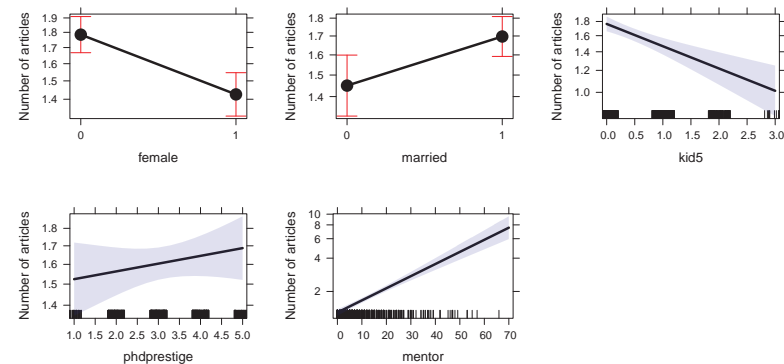 Number of articles
1.9
1.8
1.7
1.6
1.5
1.4
0 1
female
Number of articles
1.8
1.7
1.6
1.5
1.4
0 1
married
Number of articles
1.8
1.6
1.4
1.2
1.0
0.0 0.5 1.0 1.5 2.0 2.5 3.0
kid5
Number of articles
1.8
1.7
1.6
1.5
1.4
1.0 1.5 2.0 2.5 3.0 3.5 4.0 4.5 5.0
phdprestige
Number of articles
10
8
6
4
2
0 10 20 30 40 50 60 70
mentor